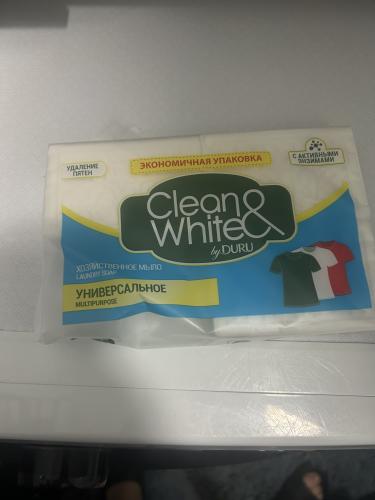 ЭКОНОМИЧНАЯ УПАКОВКА
УДАЛЕНИЕ
ПЯТЕН
С АКТИВНЫМИ
ЭНЗИМАМИ
Clean &
White
by DURU
ХОЗЯЙСТВЕННОЕ МЫЛО
LAUNDRY SOAP
УНИВЕРСАЛЬНОЕ
MULTIPURPOSE